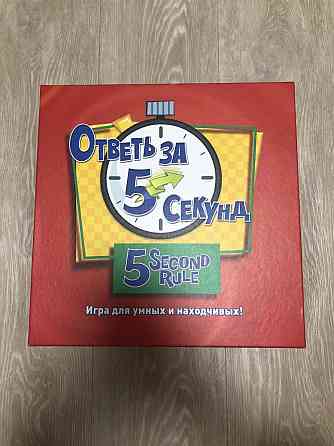 Ответь за
5 секунд
5 Second
Rule
Игра для умных и находчивых!